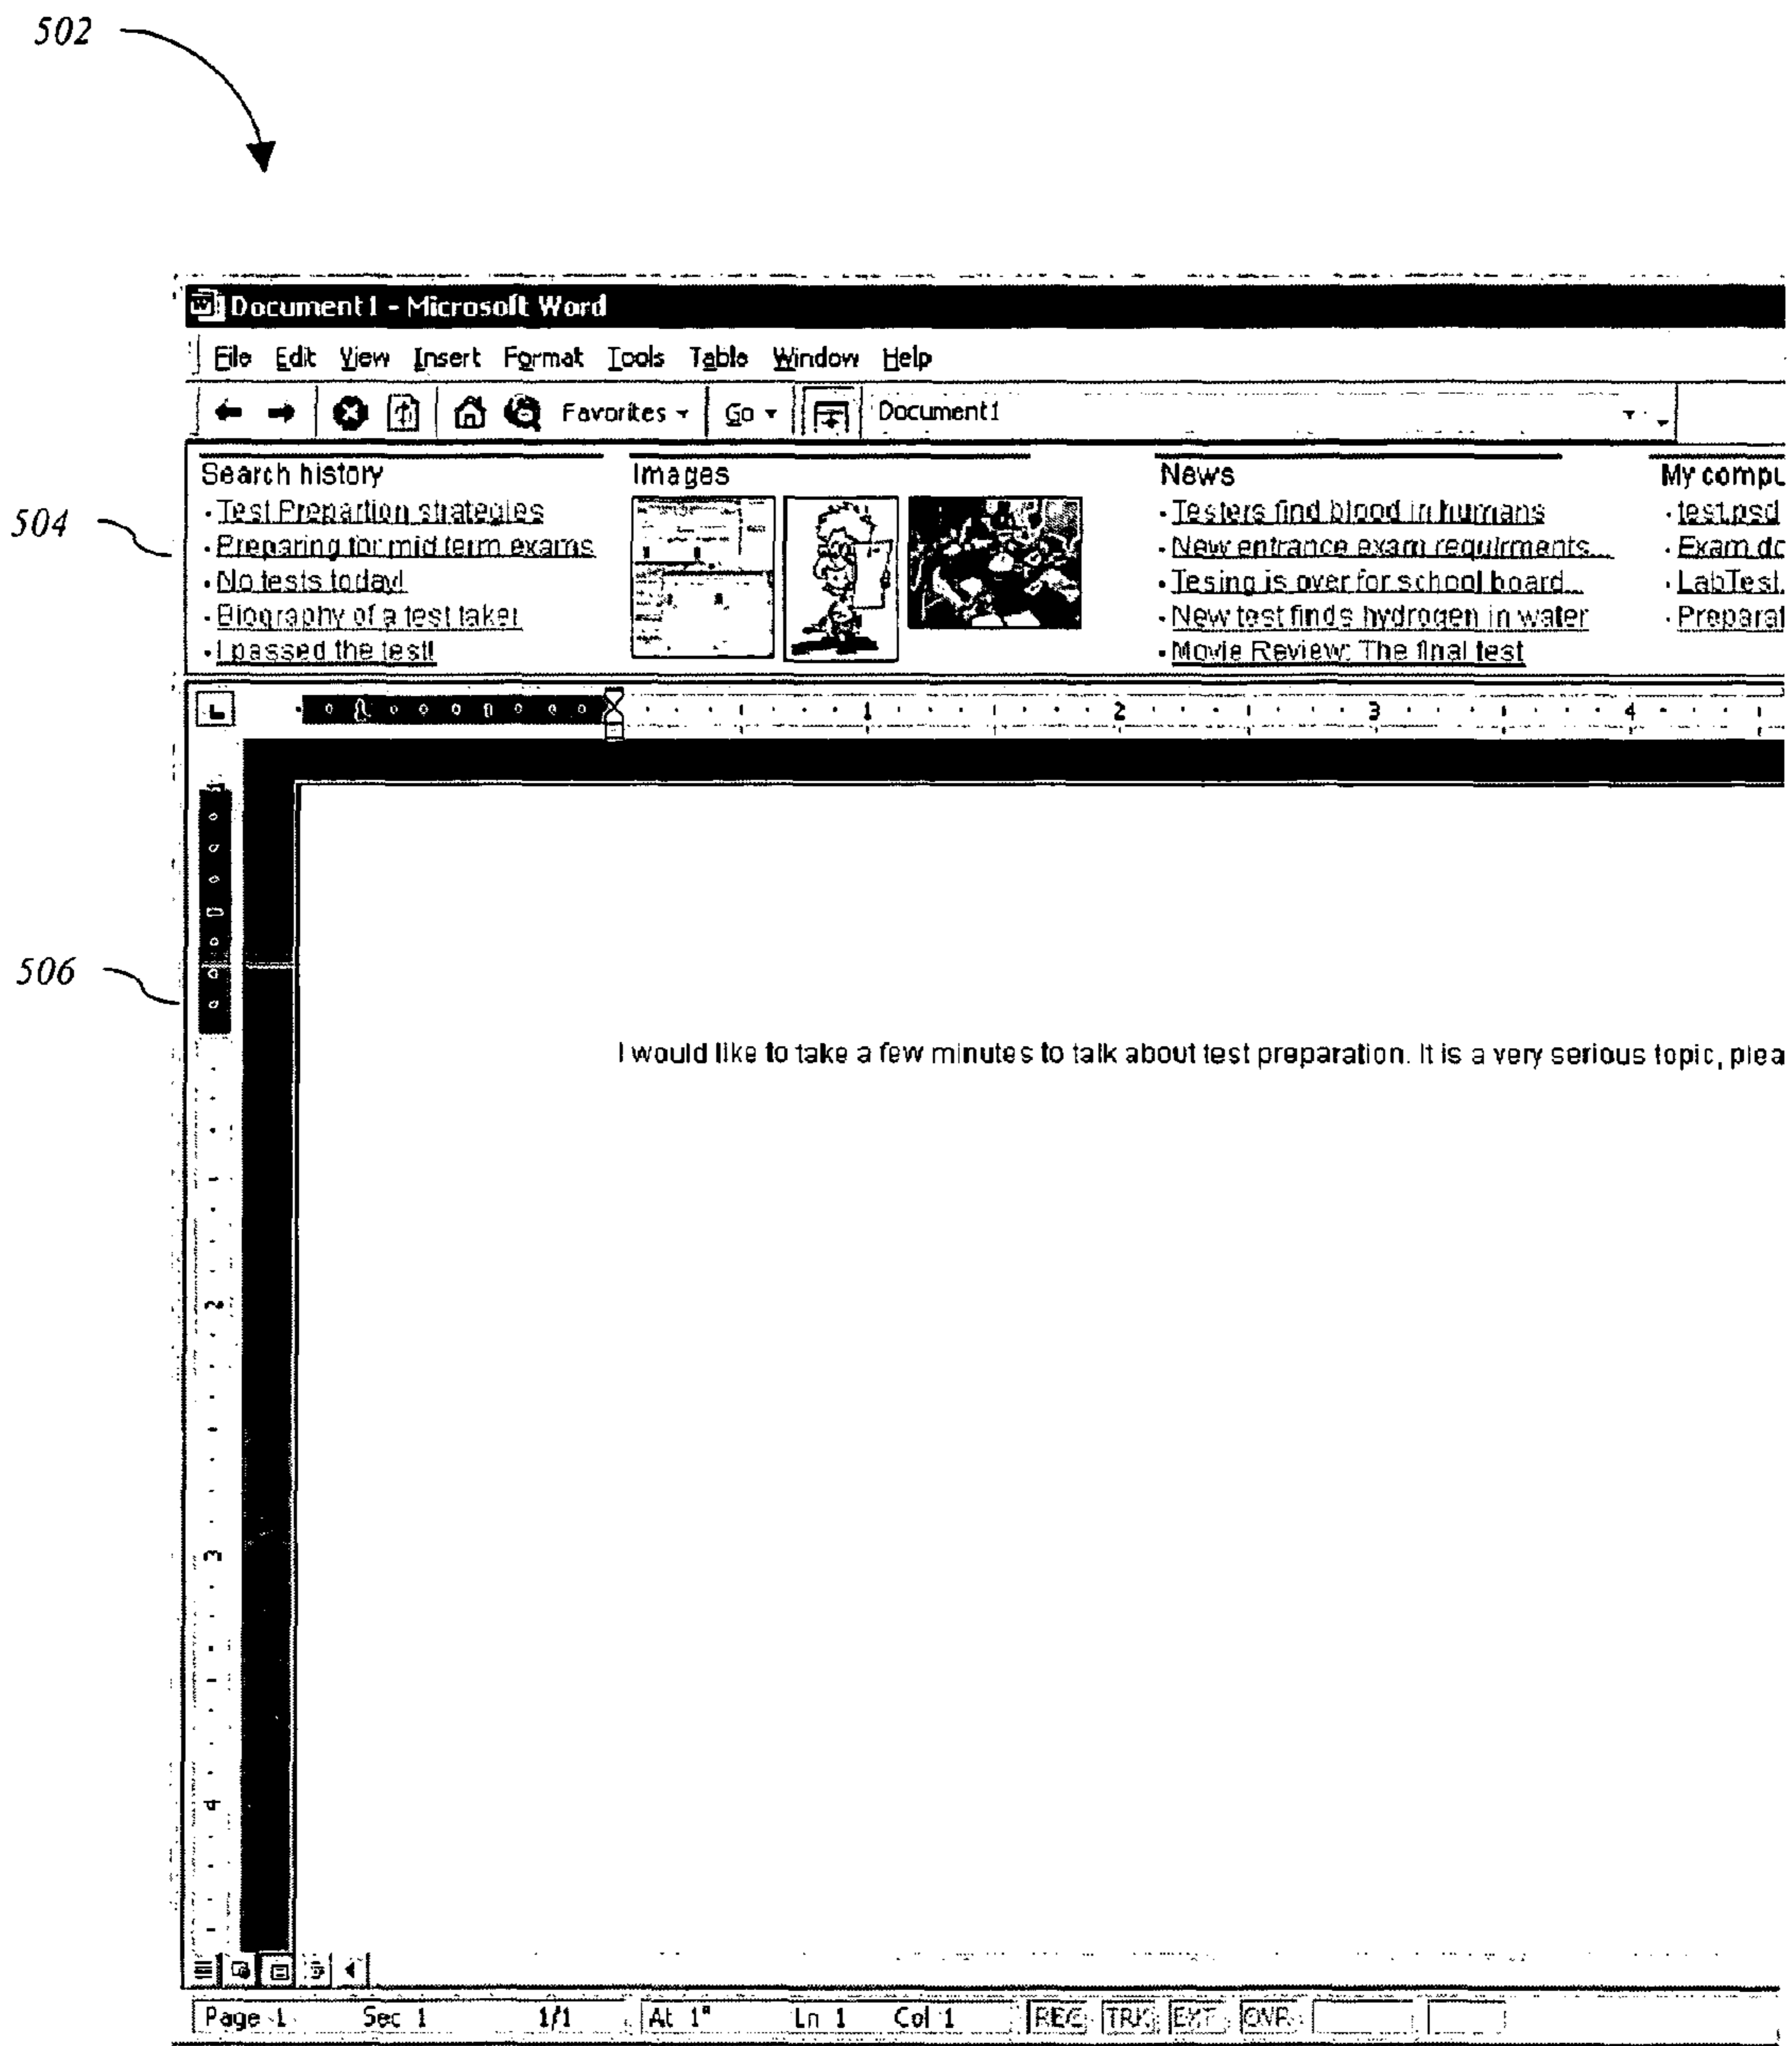 502
Document1 - Microsoft Word
File Edit View Insert Format Tools Table Window Help
Favorites Go Document1
Search history
Images
News
My compu
504
· Test Prepartion strategies
· Preparing for mid term exams
· No tests today!
· Biography of a test taker
· I passed the test!
· Testers find blood in humans
· New entrance exam requirments...
· Tesing is over for school board...
· New test finds hydrogen in water
· Movie Review: The final test
· test.psd
· Exam.do
· LabTest.
· Preparat
1 2 3 4
506
I would like to take a few minutes to talk about test preparation. It is a very serious topic, plea
1
2
3
4
Page 1 Sec 1 1/1 At 1" Ln 1 Col 1 REC TRK EXT OVR